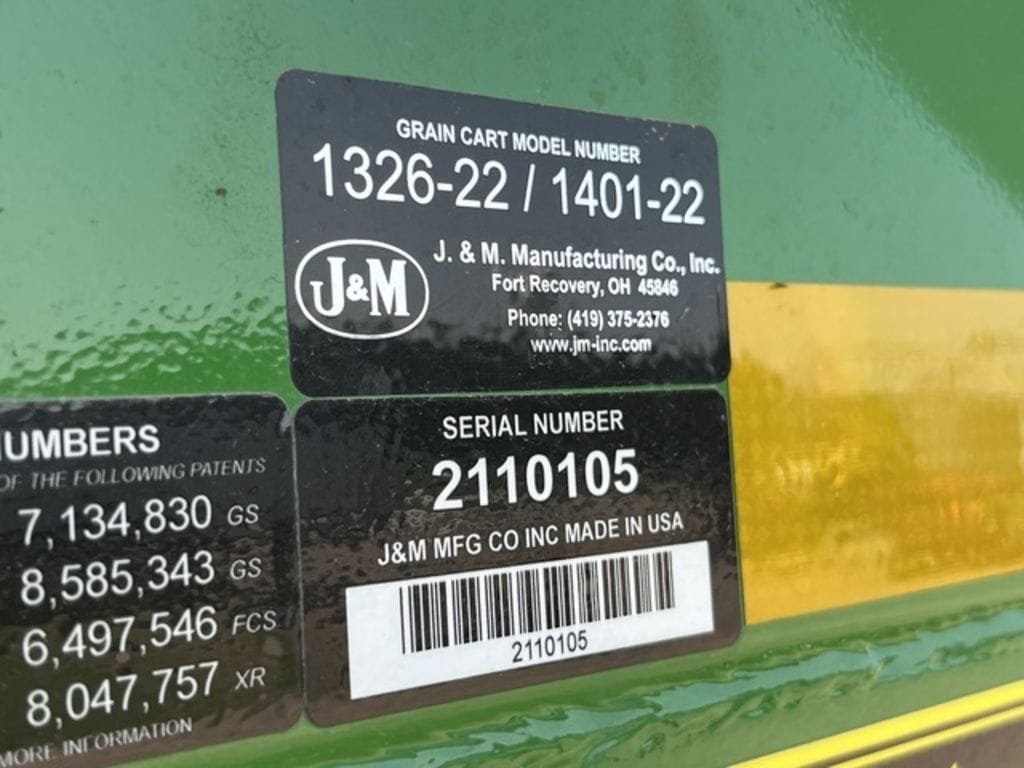 GRAIN CART MODEL NUMBER
1326-22 / 1401-22
J&M
J. & M. Manufacturing Co., Inc.
Fort Recovery, OH 45846
Phone: (419) 375-2376
www.jm-inc.com
UMBERS
OF THE FOLLOWING PATENTS
7,134,830 GS
8,585,343 GS
6,497,546 FCS
8,047,757 XR
MORE INFORMATION
SERIAL NUMBER
2110105
J&M MFG CO INC MADE IN USA
2110105